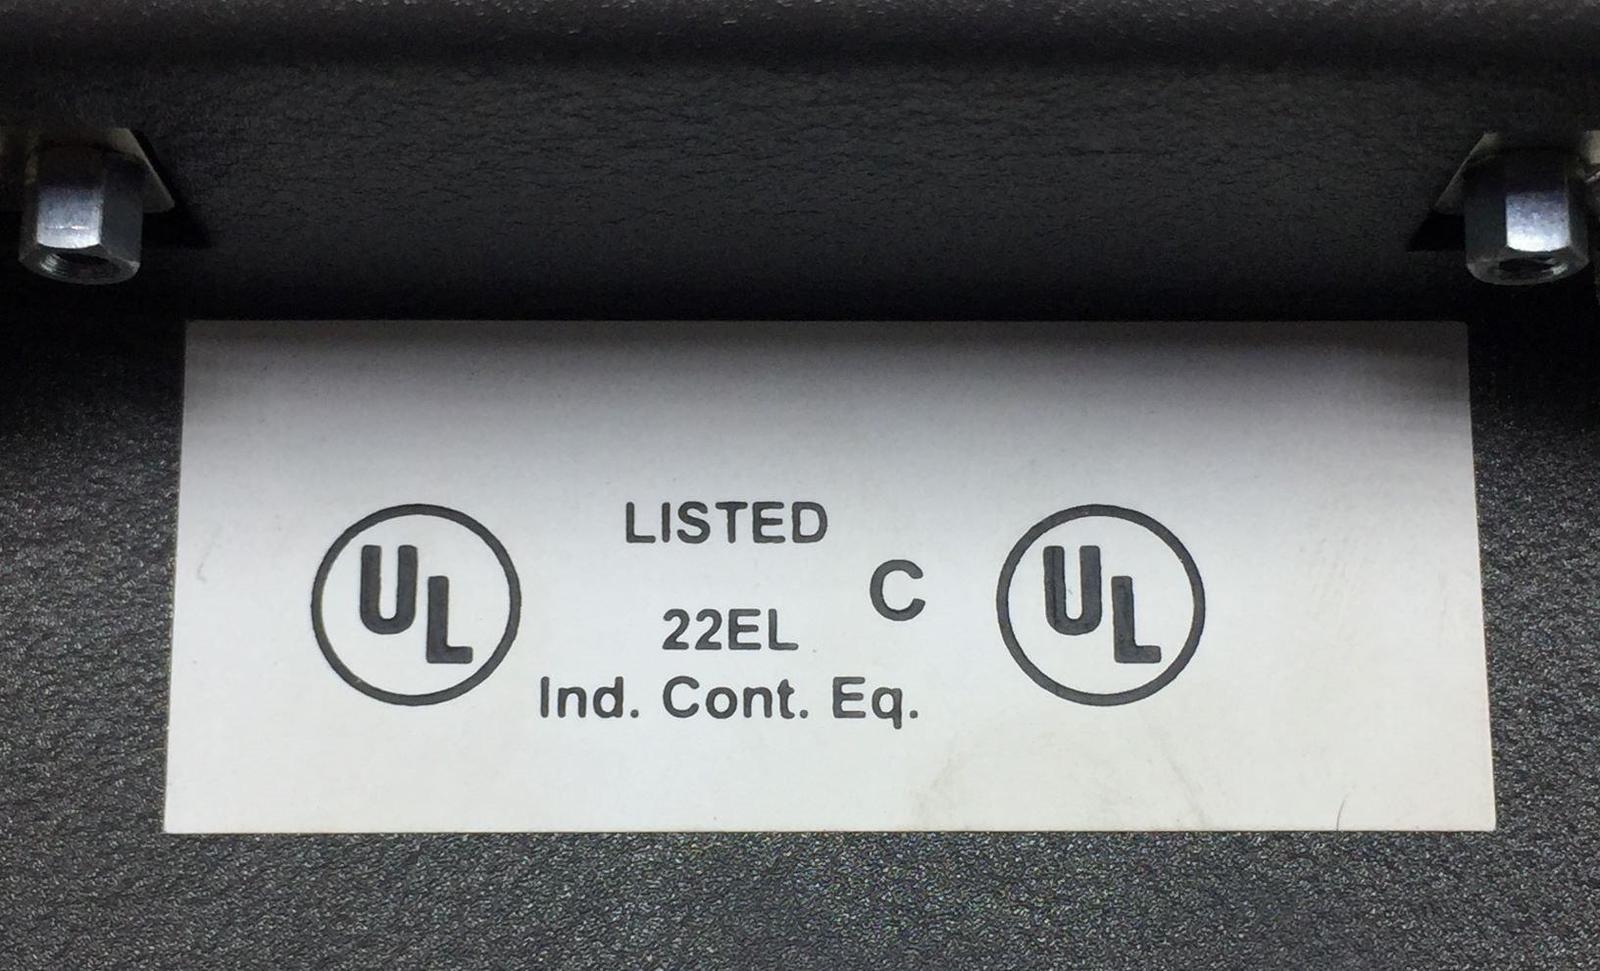 UL
LISTED
22EL
Ind. Cont. Eq.
C
UL